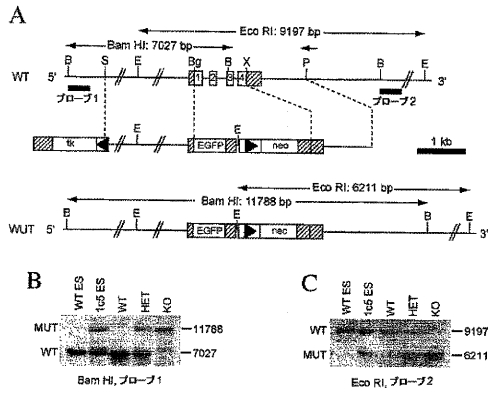 A
Eco RI: 9197 bp
Bam HI: 7027 bp
B S E Bg B X P B E
WT 5' 1 2 3 3'
プローブ1 プローブ2
E E
tk EGFP neo
1 kb
Eco RI: 6211 bp
Bam HI: 11788 bp
B E E B E
WUT 5' EGFP neo 3'
B
WT ES 1c5 ES WT HET KO
MUT 11788
WT 7027
Bam HI, プローブ1
C
WT ES 1c5 ES WT HET KO
WT 9197
MUT 6211
Eco RI, プローブ2